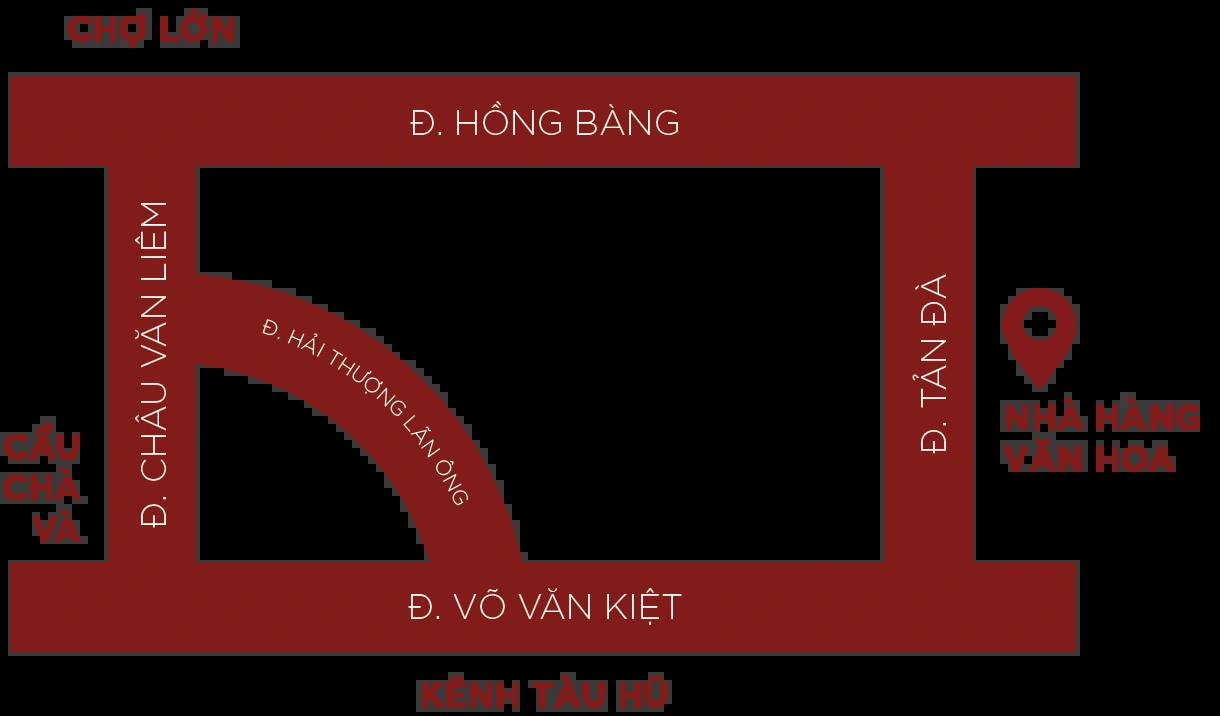 CHỢ LỚN
Đ. HỒNG BÀNG
Đ. CHÂU VĂN LIÊM
Đ. HẢI THƯỢNG LÃN ÔNG
Đ. TẢN ĐÀ
NHÀ HÀNG
VĂN HOA
CẦU
CHÀ
VÀ
Đ. VÕ VĂN KIỆT
KÊNH TÀU HŨ